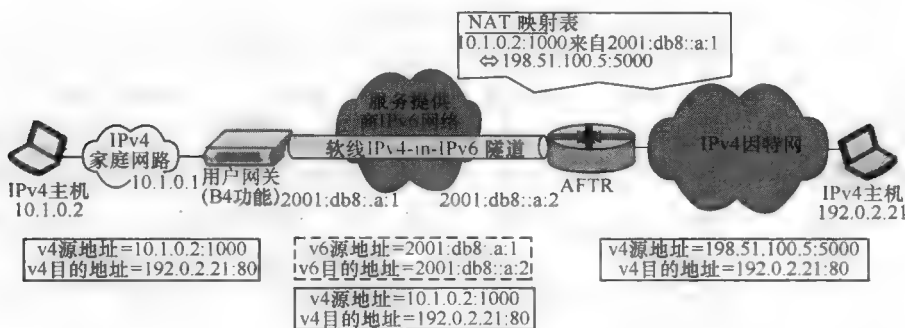 NAT 映射表
10.1.0.2:1000来自2001:db8::a:1
⇔198.51.100.5:5000
服务提供
商IPv6网络
IPv4
家庭网路
软线IPv4-in-IPv6 隧道
IPv4因特网
10.1.0.1
用户网关
(B4功能)
2001:db8::a:1
2001:db8::a:2
AFTR
IPv4主机
10.1.0.2
IPv4主机
192.0.2.21
v4源地址=10.1.0.2:1000
v4目的地址=192.0.2.21:80
v6源地址=2001:db8::a:1
v6目的地址=2001:db8::a:2
v4源地址=198.51.100.5:5000
v4目的地址=192.0.2.21:80
v4源地址=10.1.0.2:1000
v4目的地址=192.0.2.21:80